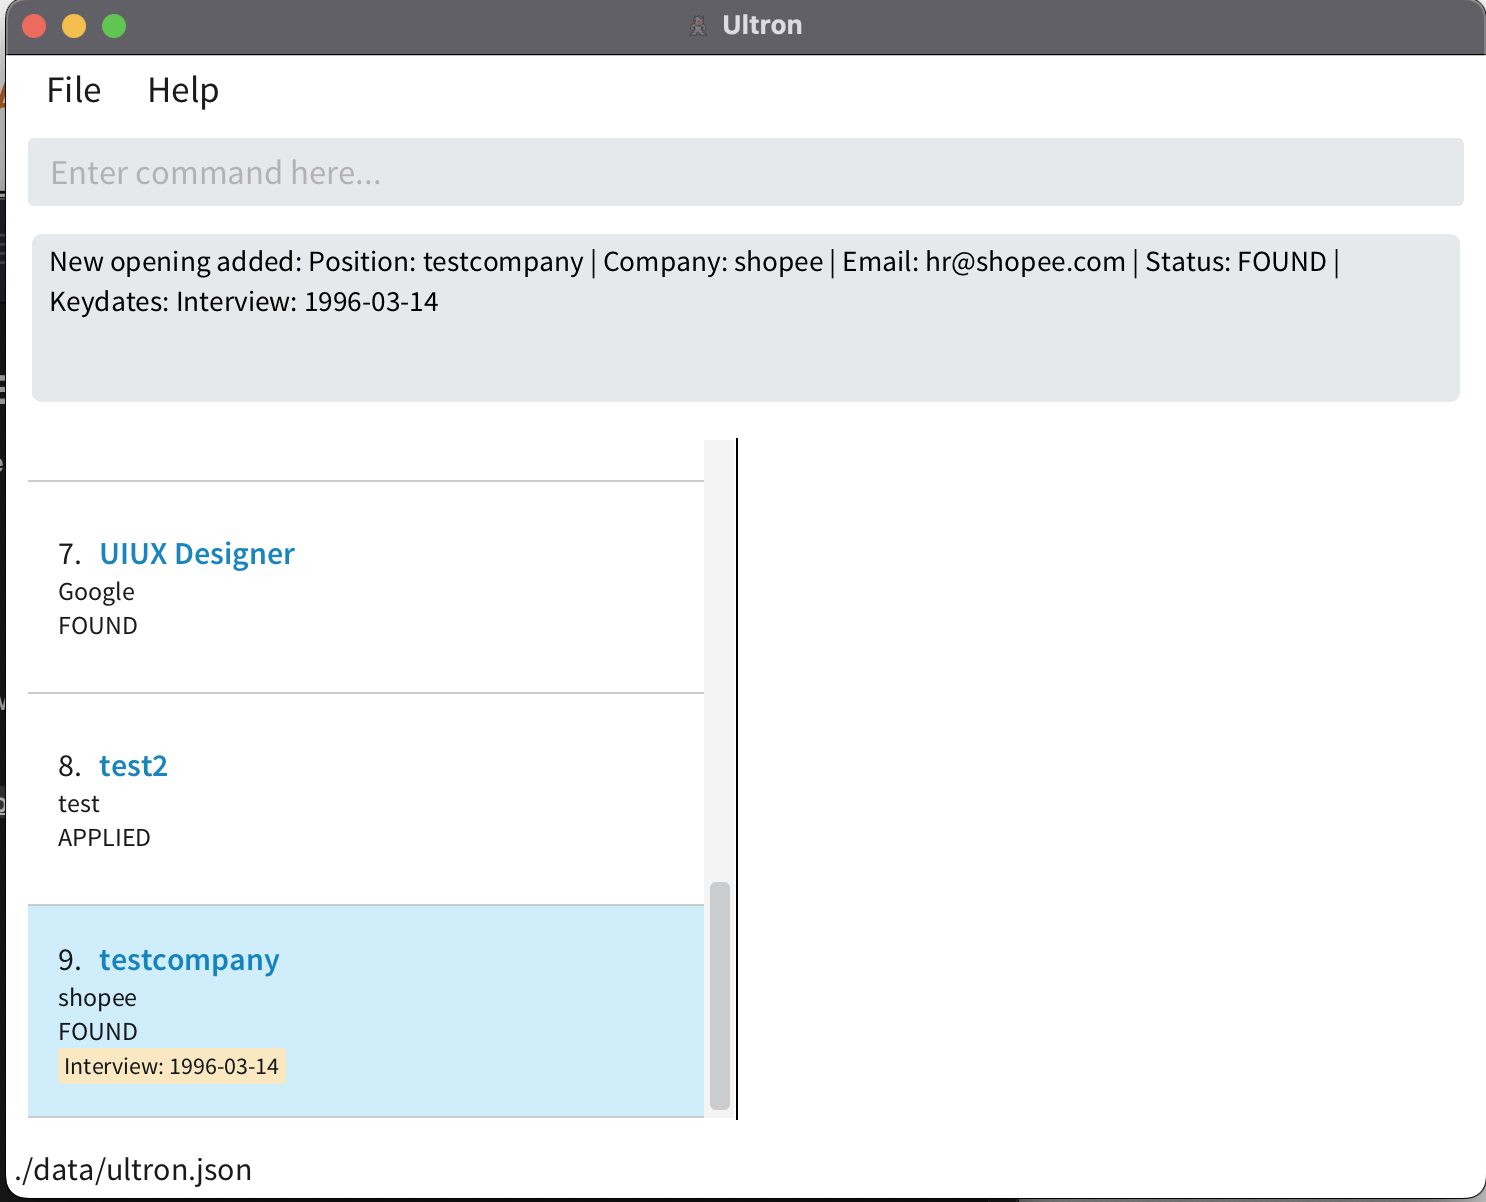 Ultron
File Help
Enter command here...
New opening added: Position: testcompany | Company: shopee | Email: hr@shopee.com | Status: FOUND |
Keydates: Interview: 1996-03-14
7. UIUX Designer
Google
FOUND
8. test2
test
APPLIED
9. testcompany
shopee
FOUND
Interview: 1996-03-14
./data/ultron.json